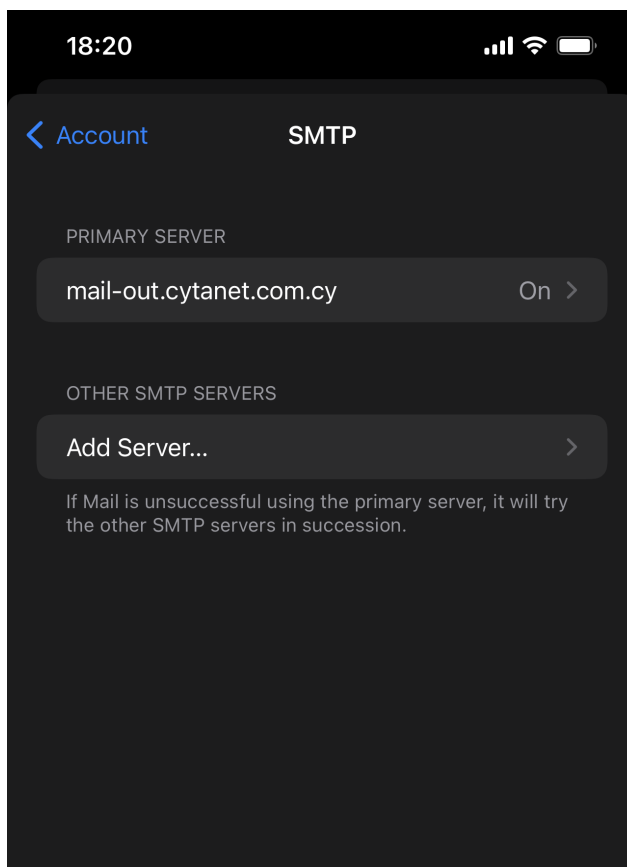 18:20
Account
SMTP
PRIMARY SERVER
mail-out.cytanet.com.cy
On
OTHER SMTP SERVERS
Add Server...
If Mail is unsuccessful using the primary server, it will try
the other SMTP servers in succession.